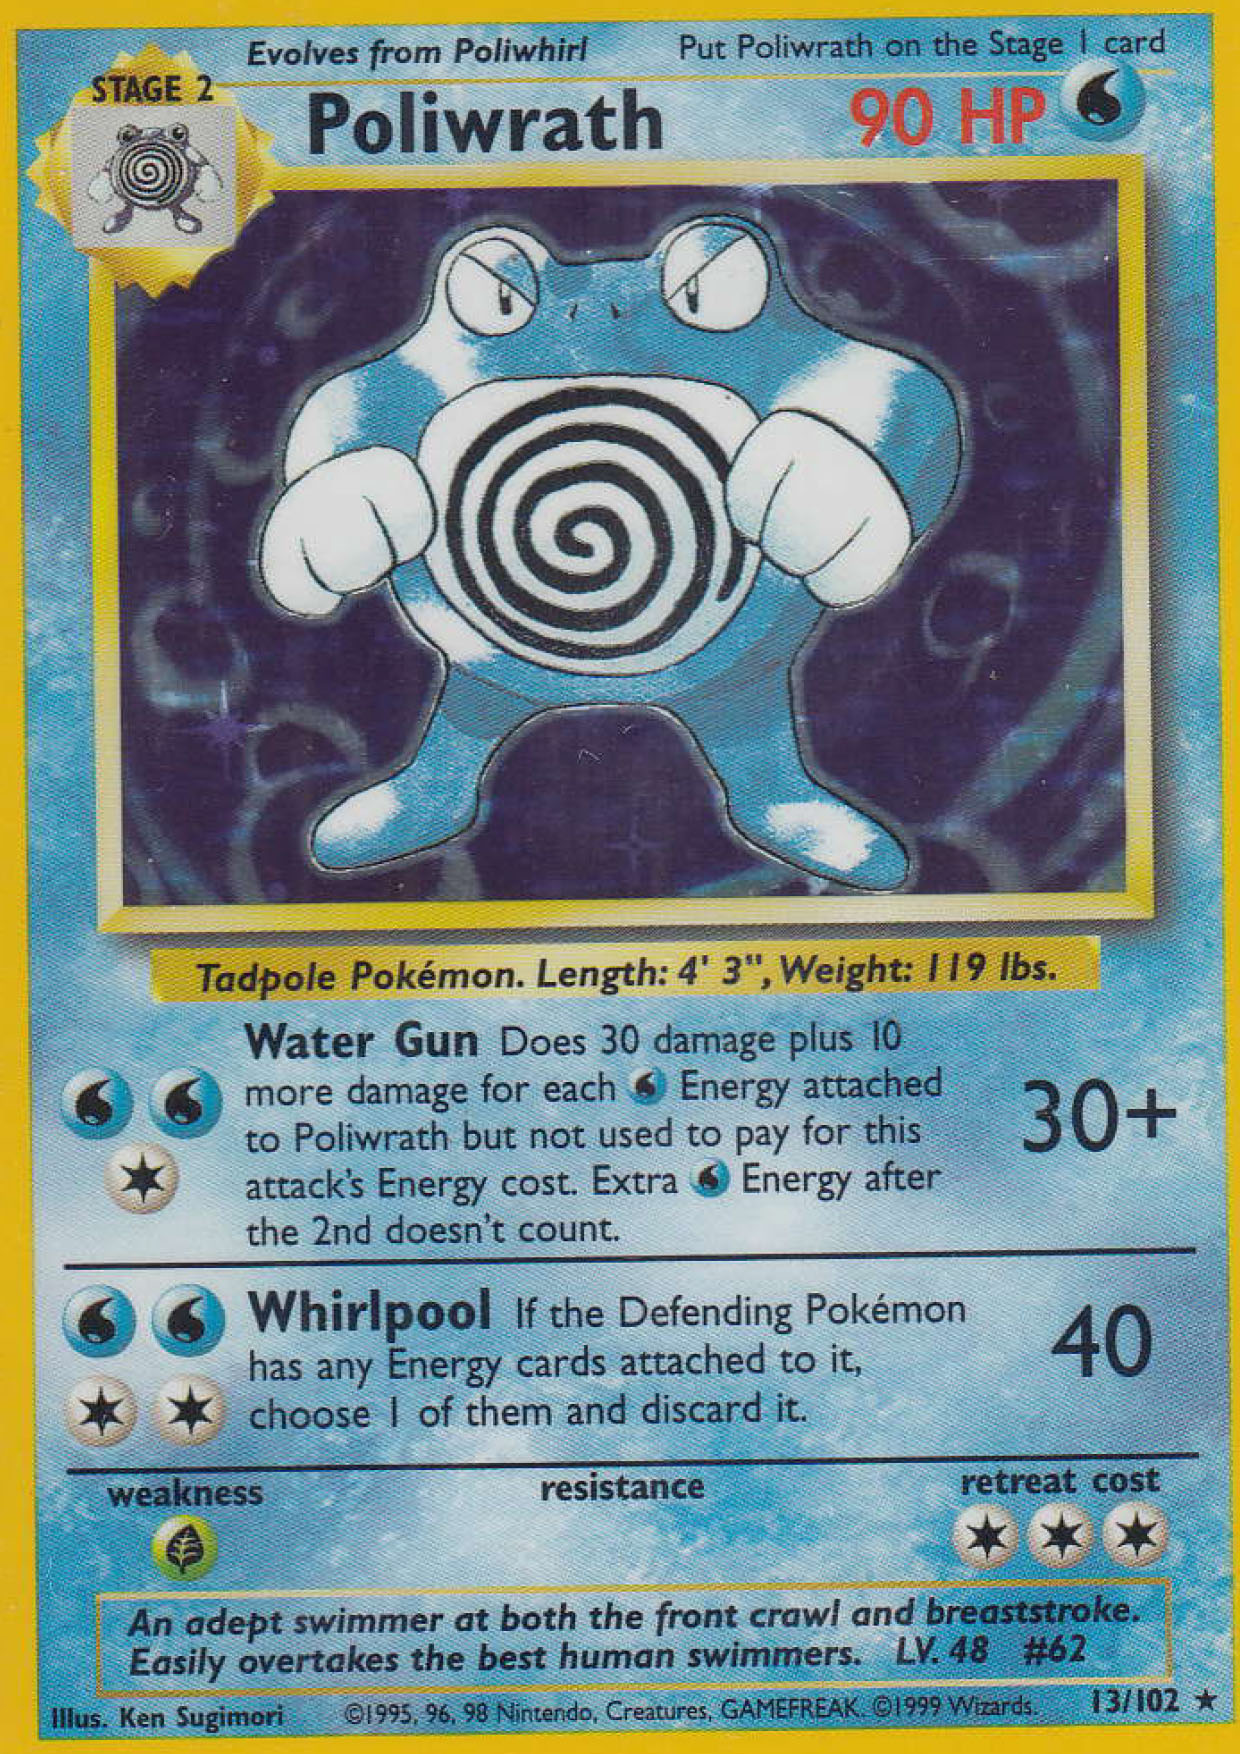 Evolves from Poliwhirl Put Poliwrath on the Stage 1 card
STAGE 2
Poliwrath 90 HP
Tadpole Pokémon. Length: 4' 3", Weight: 119 lbs.
Water Gun Does 30 damage plus 10
more damage for each Energy attached
to Poliwrath but not used to pay for this
attack's Energy cost. Extra Energy after
the 2nd doesn't count.
30+
Whirlpool If the Defending Pokémon
has any Energy cards attached to it,
choose 1 of them and discard it.
40
weakness resistance retreat cost
An adept swimmer at both the front crawl and breaststroke.
Easily overtakes the best human swimmers. LV. 48 #62
Illus. Ken Sugimori ©1995, 96, 98 Nintendo, Creatures, GAMEFREAK. ©1999 Wizards. 13/102 ★